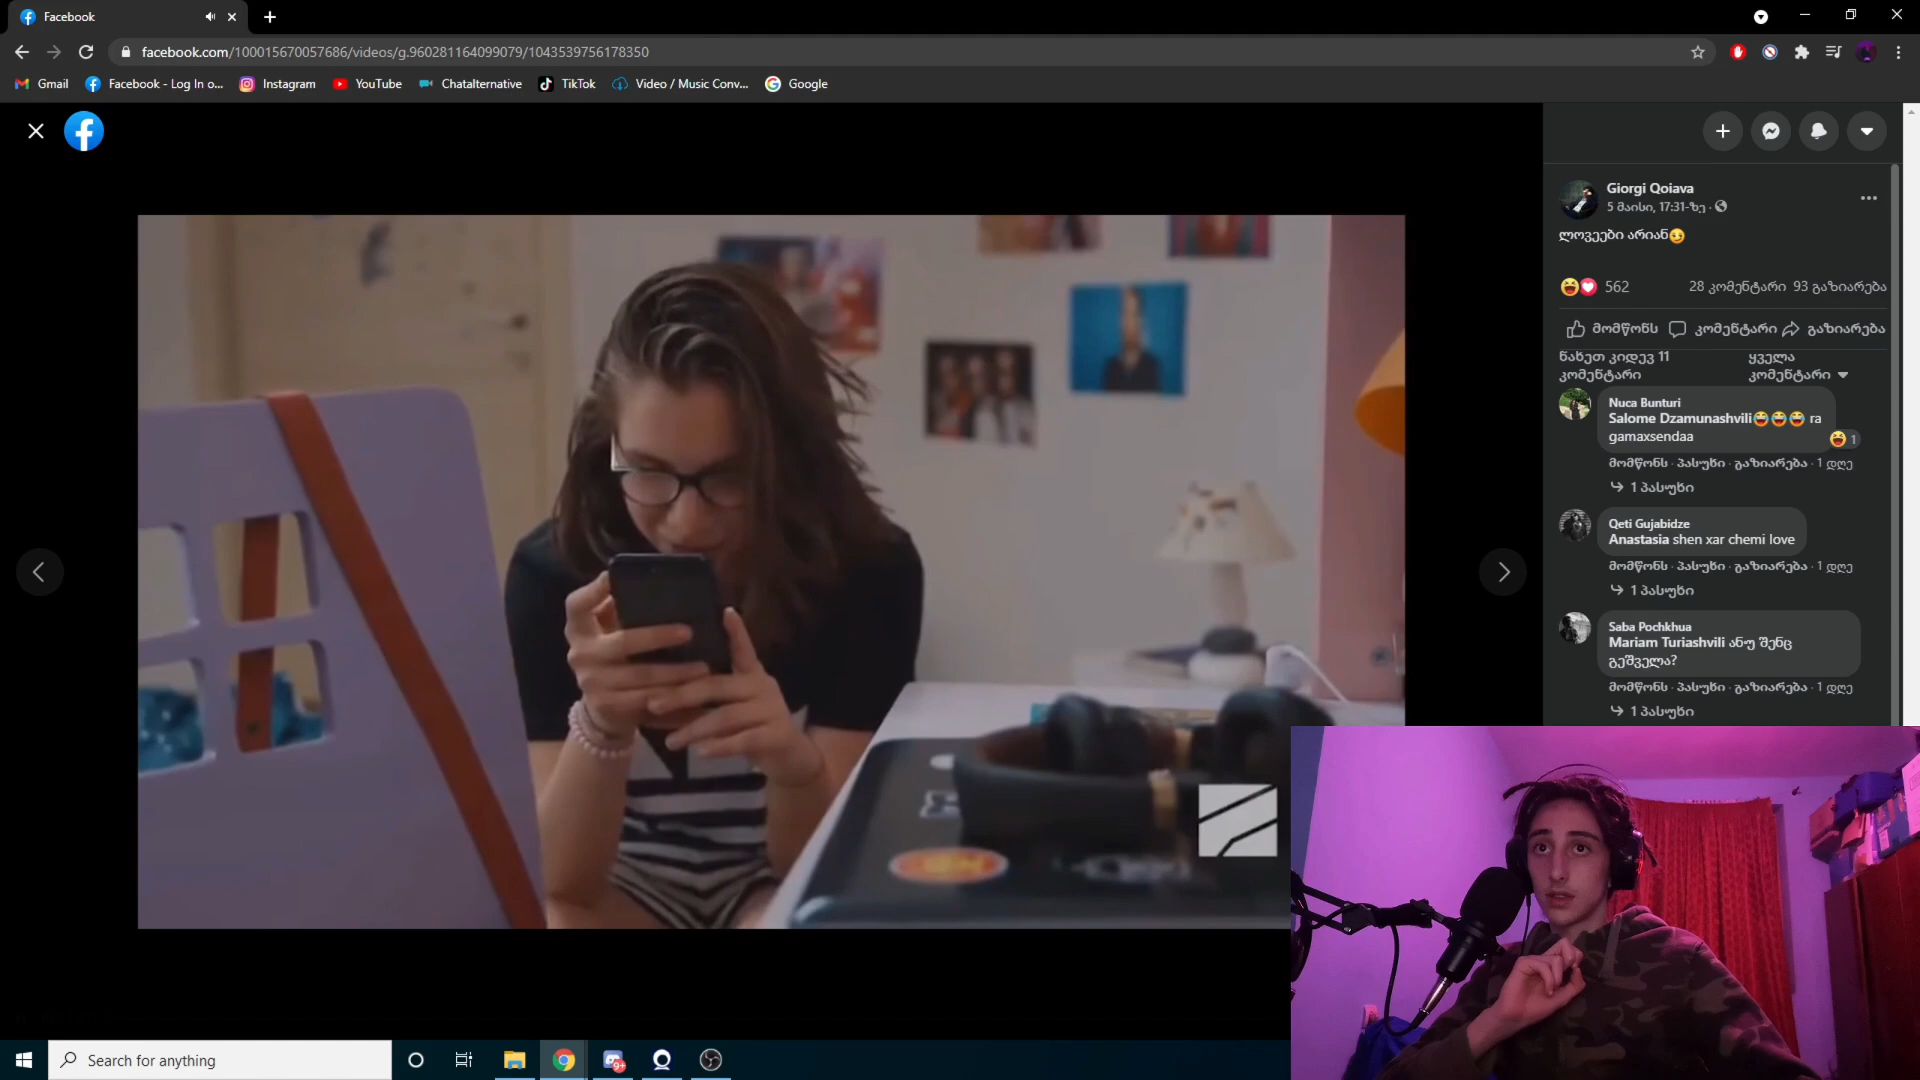 Facebook
facebook.com/100015670057686/videos/g.960281164099079/1043539756178350
Gmail
Facebook - Log In o...
Instagram
YouTube
Chatalternative
TikTok
Video / Music Conv...
Google
Giorgi Qoiava
5 მაისი, 17:31-ზე ·
ლოვეები არიან😏
562
28 კომენტარი 93 გაზიარება
მომწონს კომენტარი გაზიარება
ნახეთ კიდევ 11 კომენტარი
ყველა კომენტარი
Nuca Bunturi
Salome Dzamunashvili😂😂😂 ra
gamaxsendaa
1
მომწონს · პასუხი · გაზიარება · 1 დღე
1 პასუხი
Qeti Gujabidze
Anastasia shen xar chemi love
მომწონს · პასუხი · გაზიარება · 1 დღე
1 პასუხი
Saba Pochkhua
Mariam Turiashvili ანუ შენც
გეშველა?
მომწონს · პასუხი · გაზიარება · 1 დღე
1 პასუხი
Search for anything
9+